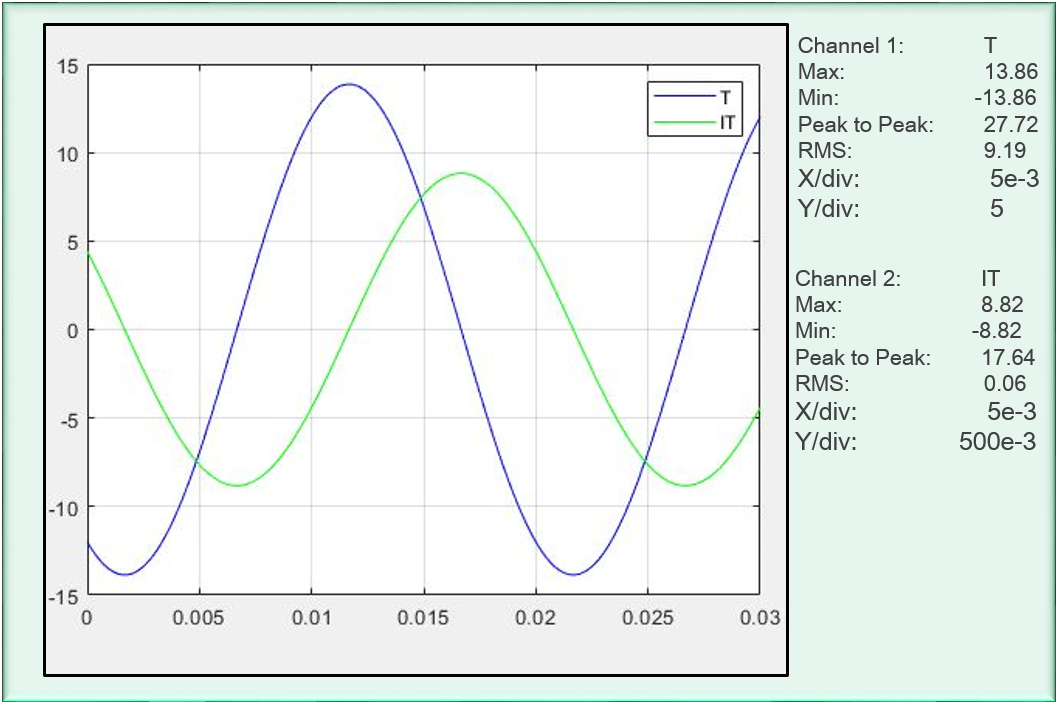 15
10
5
0
-5
-10
-15
0 0.005 0.01 0.015 0.02 0.025 0.03
T
IT
Channel 1: T
Max: 13.86
Min: -13.86
Peak to Peak: 27.72
RMS: 9.19
X/div: 5e-3
Y/div: 5
Channel 2: IT
Max: 8.82
Min: -8.82
Peak to Peak: 17.64
RMS: 0.06
X/div: 5e-3
Y/div: 500e-3